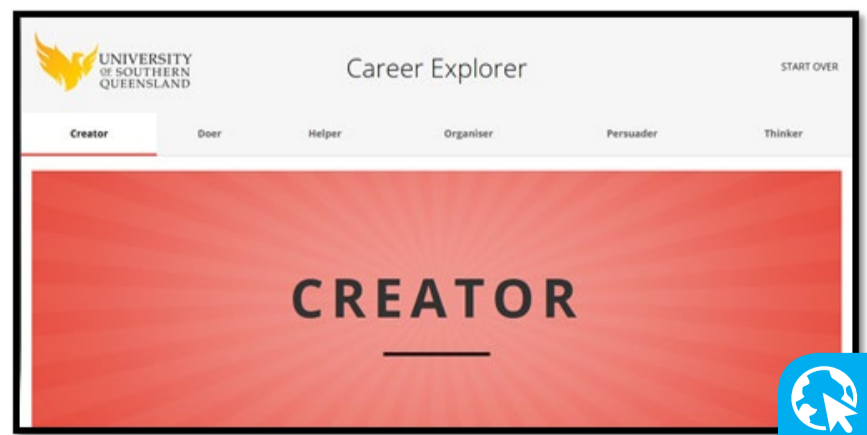 UNIVERSITY
OF SOUTHERN
QUEENSLAND
Career Explorer
START OVER
Creator Doer Helper Organiser Persuader Thinker
CREATOR